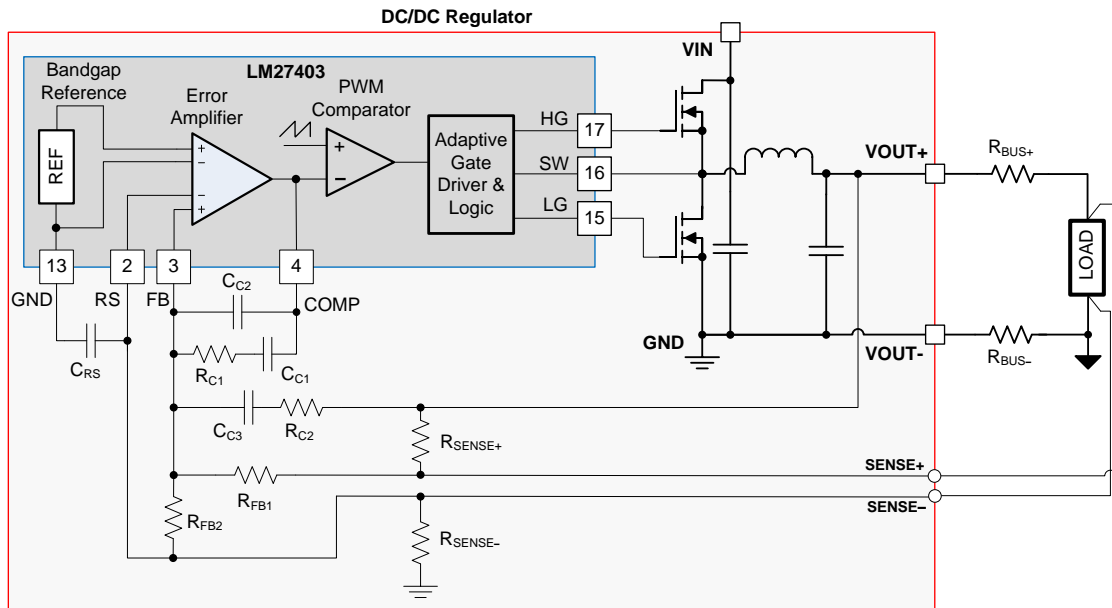 DC/DC Regulator
VIN
LM27403
Bandgap
Reference
Error
Amplifier
PWM
Comparator
REF
+
−
−
+
+
−
Adaptive
Gate
Driver &
Logic
HG
17
SW
16
LG
15
VOUT+
RBUS+
LOAD
13
2
3
4
GND
RS
FB
COMP
CC2
GND
VOUT-
RBUS−
CRS
RC1
CC1
CC3
RC2
RSENSE+
SENSE+
RFB1
SENSE−
RFB2
RSENSE−